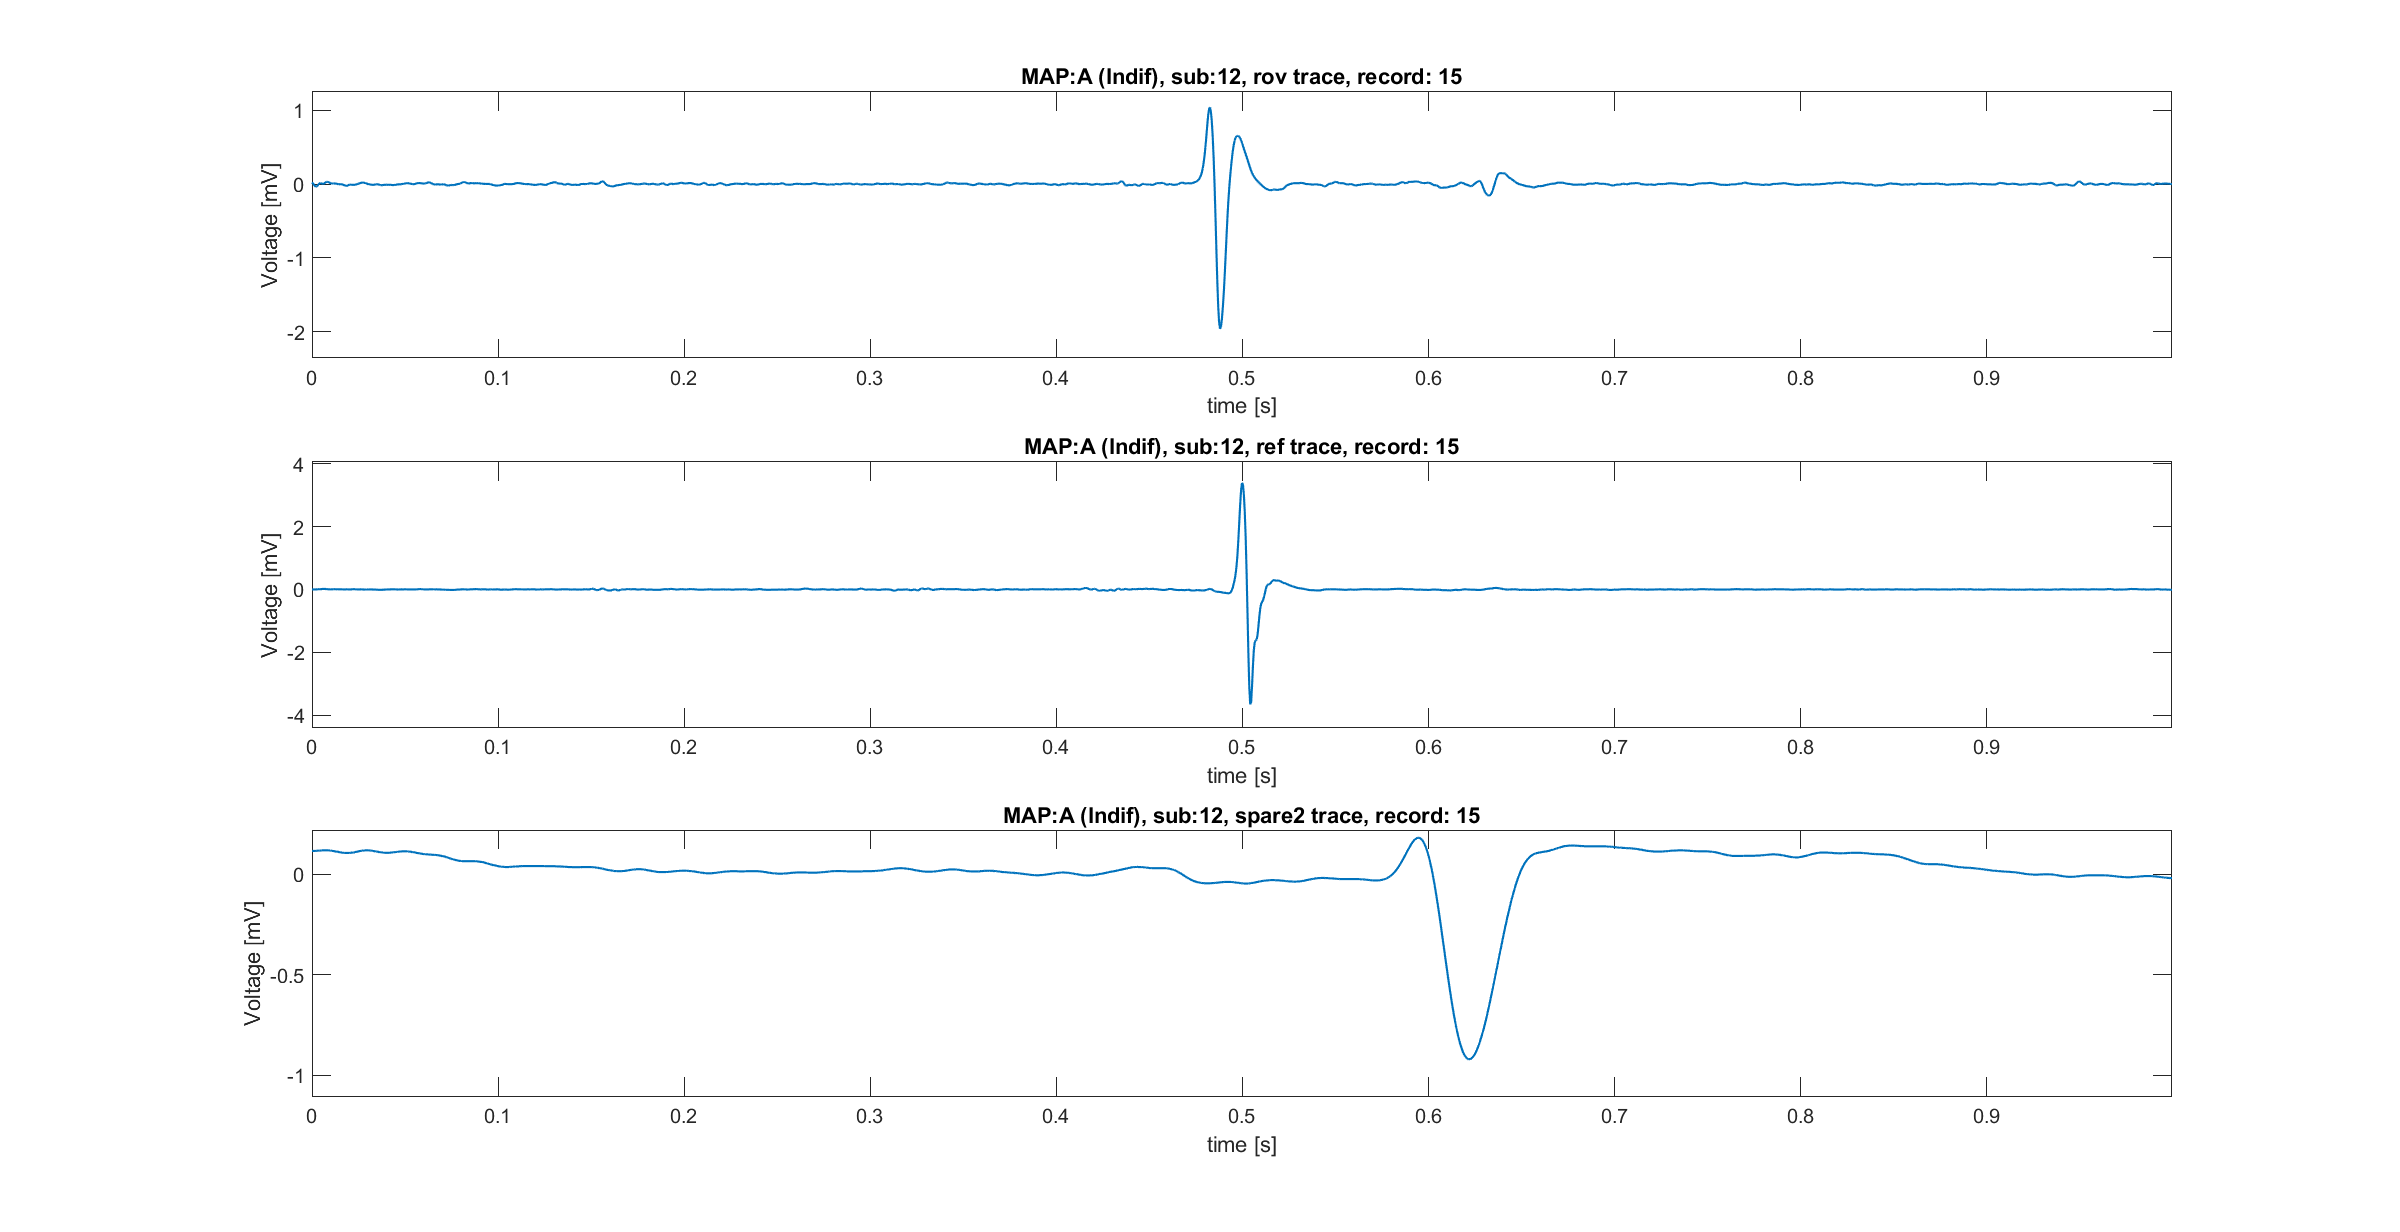 MAP:A (Indif), sub:12, rov trace, record: 15
Voltage [mV]
1
0
-1
-2
0 0.1 0.2 0.3 0.4 0.5 0.6 0.7 0.8 0.9
time [s]
MAP:A (Indif), sub:12, ref trace, record: 15
Voltage [mV]
4
2
0
-2
-4
0 0.1 0.2 0.3 0.4 0.5 0.6 0.7 0.8 0.9
time [s]
MAP:A (Indif), sub:12, spare2 trace, record: 15
Voltage [mV]
0
-0.5
-1
0 0.1 0.2 0.3 0.4 0.5 0.6 0.7 0.8 0.9
time [s]